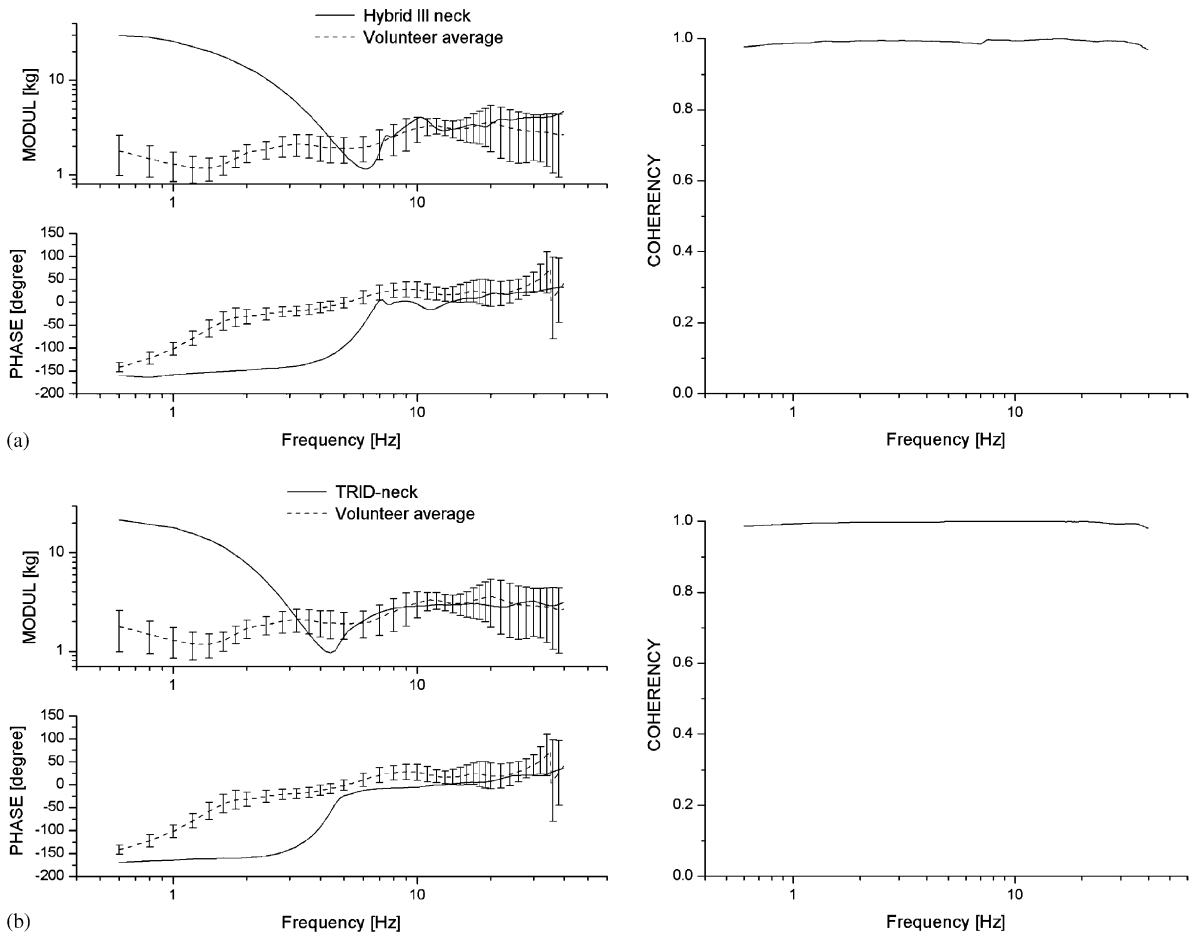 Hybrid III neck
Volunteer average
MODUL [kg]
10
1
1 10
PHASE [degree]
150
100
50
0
-50
-100
-150
-200
1 10
Frequency [Hz]
COHERENCY
1.0
0.8
0.6
0.4
0.2
0.0
1 10
Frequency [Hz]
(a)
TRID-neck
Volunteer average
MODUL [kg]
10
1
1 10
PHASE [degree]
150
100
50
0
-50
-100
-150
-200
1 10
Frequency [Hz]
COHERENCY
1.0
0.8
0.6
0.4
0.2
0.0
1 10
Frequency [Hz]
(b)